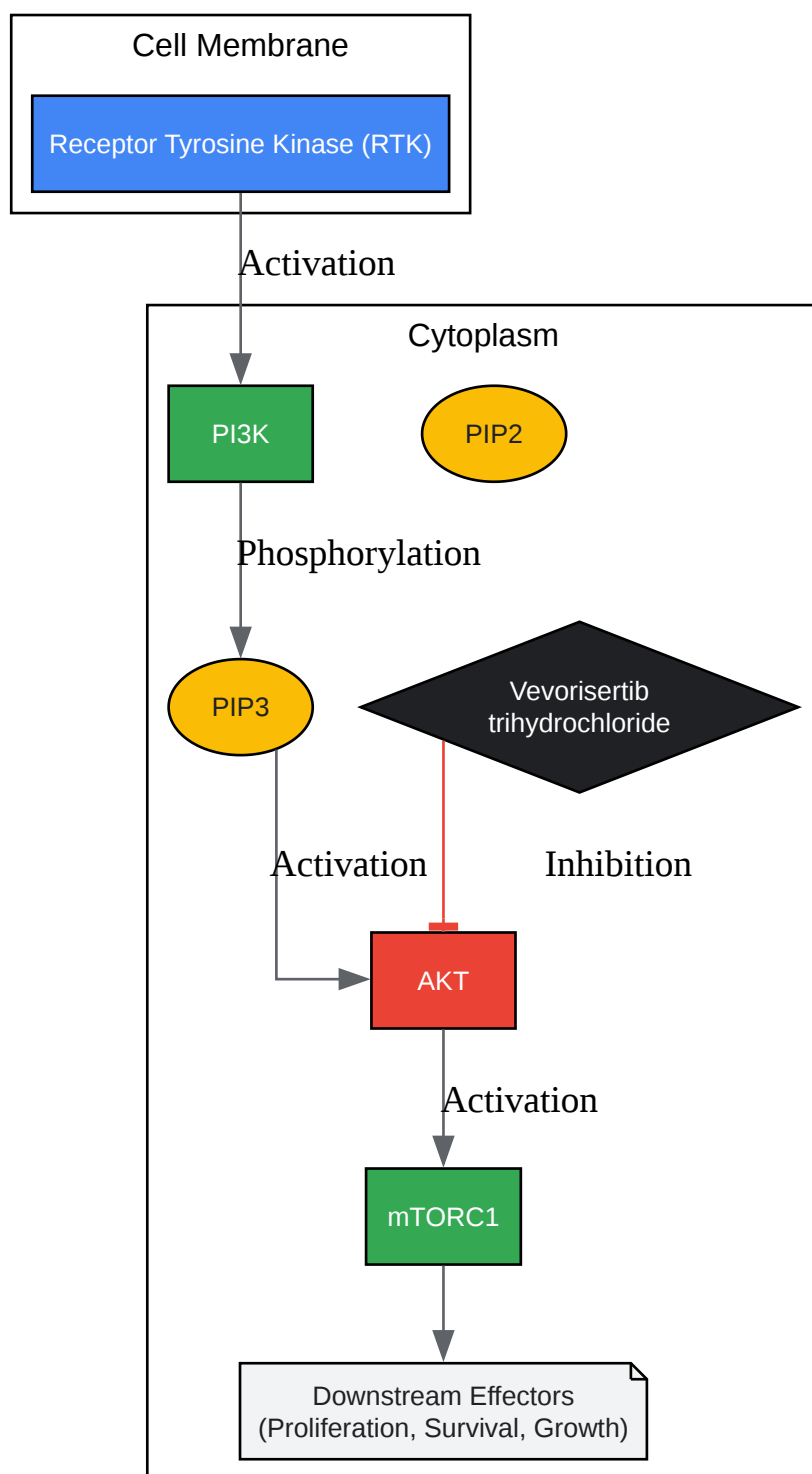 Cell Membrane
Receptor Tyrosine Kinase (RTK)
Activation
Cytoplasm
PI3K
PIP2
Phosphorylation
PIP3
Vevorisertib
trihydrochloride
Activation
Inhibition
AKT
Activation
mTORC1
Downstream Effectors
(Proliferation, Survival, Growth)